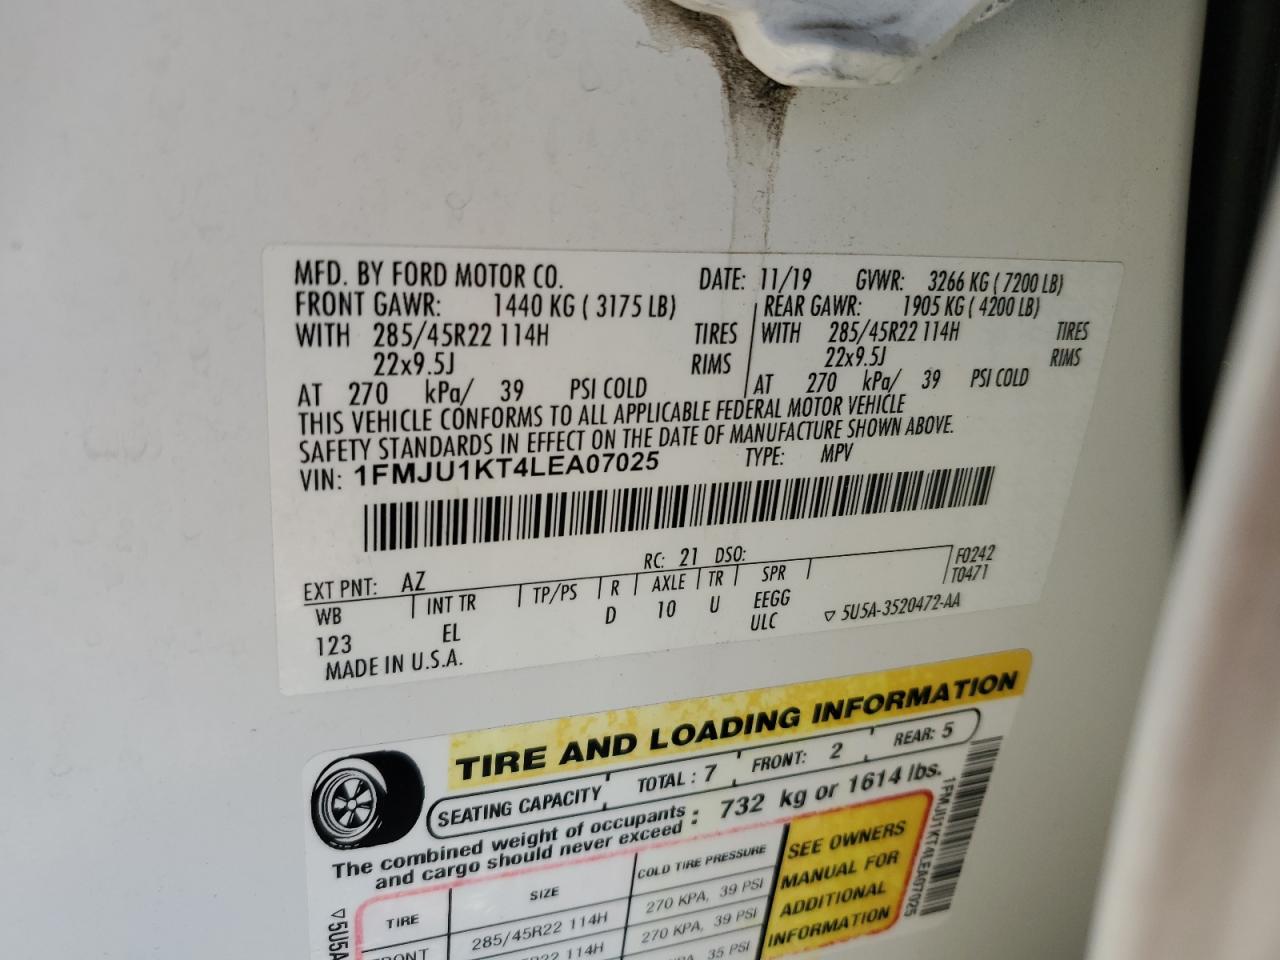 MFD. BY FORD MOTOR CO. DATE: 11/19 GVWR: 3266 KG ( 7200 LB)
FRONT GAWR: 1440 KG ( 3175 LB) REAR GAWR: 1905 KG ( 4200 LB)
WITH 285/45R22 114H TIRES WITH 285/45R22 114H TIRES
22x9.5J RIMS 22x9.5J RIMS
AT 270 kPa/ 39 PSI COLD AT 270 kPa/ 39 PSI COLD
THIS VEHICLE CONFORMS TO ALL APPLICABLE FEDERAL MOTOR VEHICLE
SAFETY STANDARDS IN EFFECT ON THE DATE OF MANUFACTURE SHOWN ABOVE.
VIN: 1FMJU1KT4LEA07025 TYPE: MPV
EXT PNT: AZ RC: 21 DSO: F0242
WB INT TR TP/PS R AXLE TR SPR T0471
123 EL D 10 U EEGG
ULC ▽ 5U5A-3520472-AA
MADE IN U.S.A.
TIRE AND LOADING INFORMATION
SEATING CAPACITY TOTAL : 7 FRONT: 2 REAR: 5
The combined weight of occupants : 732 kg or 1614 lbs.
and cargo should never exceed
TIRE SIZE COLD TIRE PRESSURE
285/45R22 114H 270 KPA, 39 PSI
114H 270 KPA, 39 PSI
35 PSI
SEE OWNERS
MANUAL FOR
ADDITIONAL
INFORMATION
1FMJU1KT4LEA07025
▽5U5A